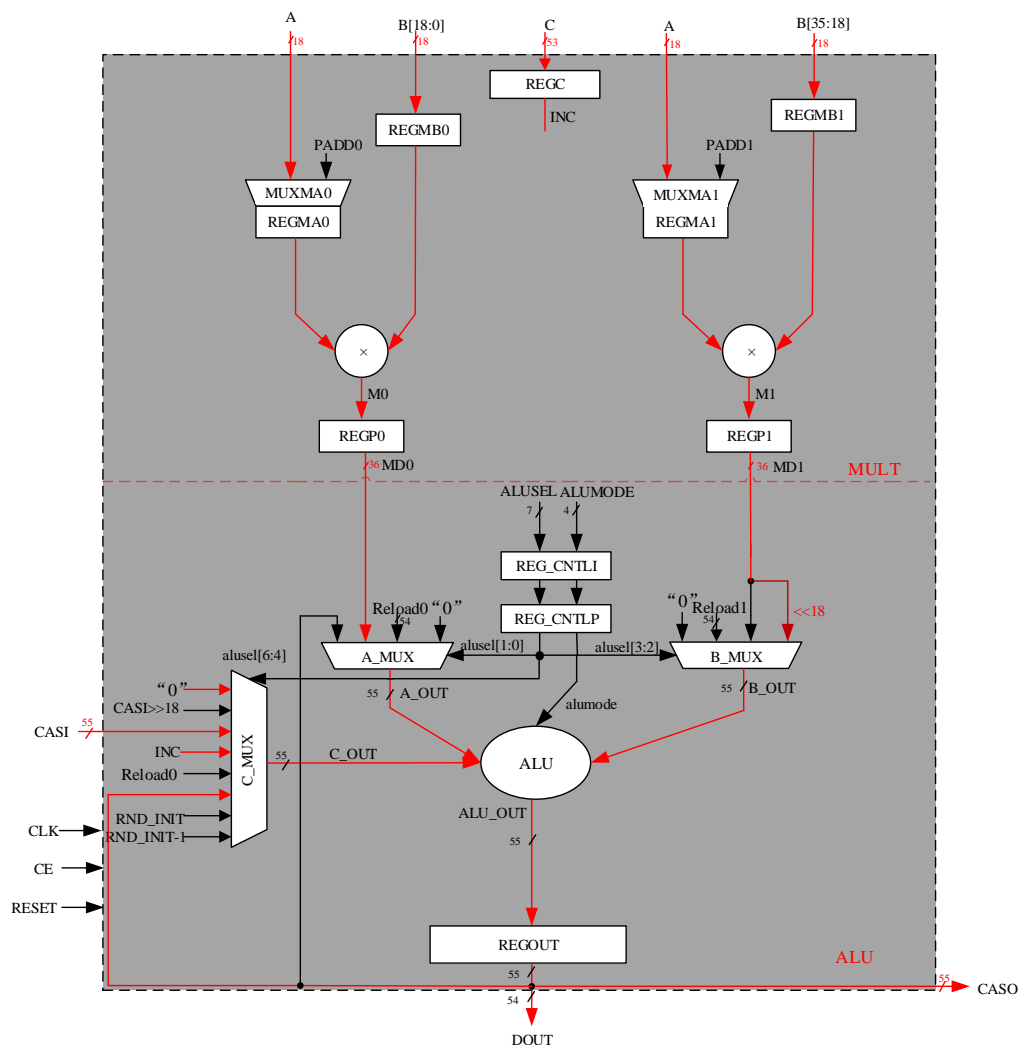 A
B[18:0]
C
A
B[35:18]
18
18
53
18
18
REGC
INC
REGMB0
REGMB1
PADD0
PADD1
MUXMA0
REGMA0
MUXMA1
REGMA1
×
×
M0
M1
REGP0
REGP1
36 MD0
36 MD1
MULT
ALUSEL ALUMODE
7
4
REG_CNTLI
REG_CNTLP
Reload0 “0”
54
“0”
Reload1
54
<<18
A_MUX
alusel[1:0]
alusel[3:2]
B_MUX
alusel[6:4]
55
A_OUT
55
B_OUT
alumode
“0”
CASI>>18
CASI
55
INC
Reload0
RND_INIT
RND_INIT-1
C_MUX
55
C_OUT
ALU
ALU_OUT
55
CLK
CE
RESET
REGOUT
ALU
55
54
55
CASO
DOUT